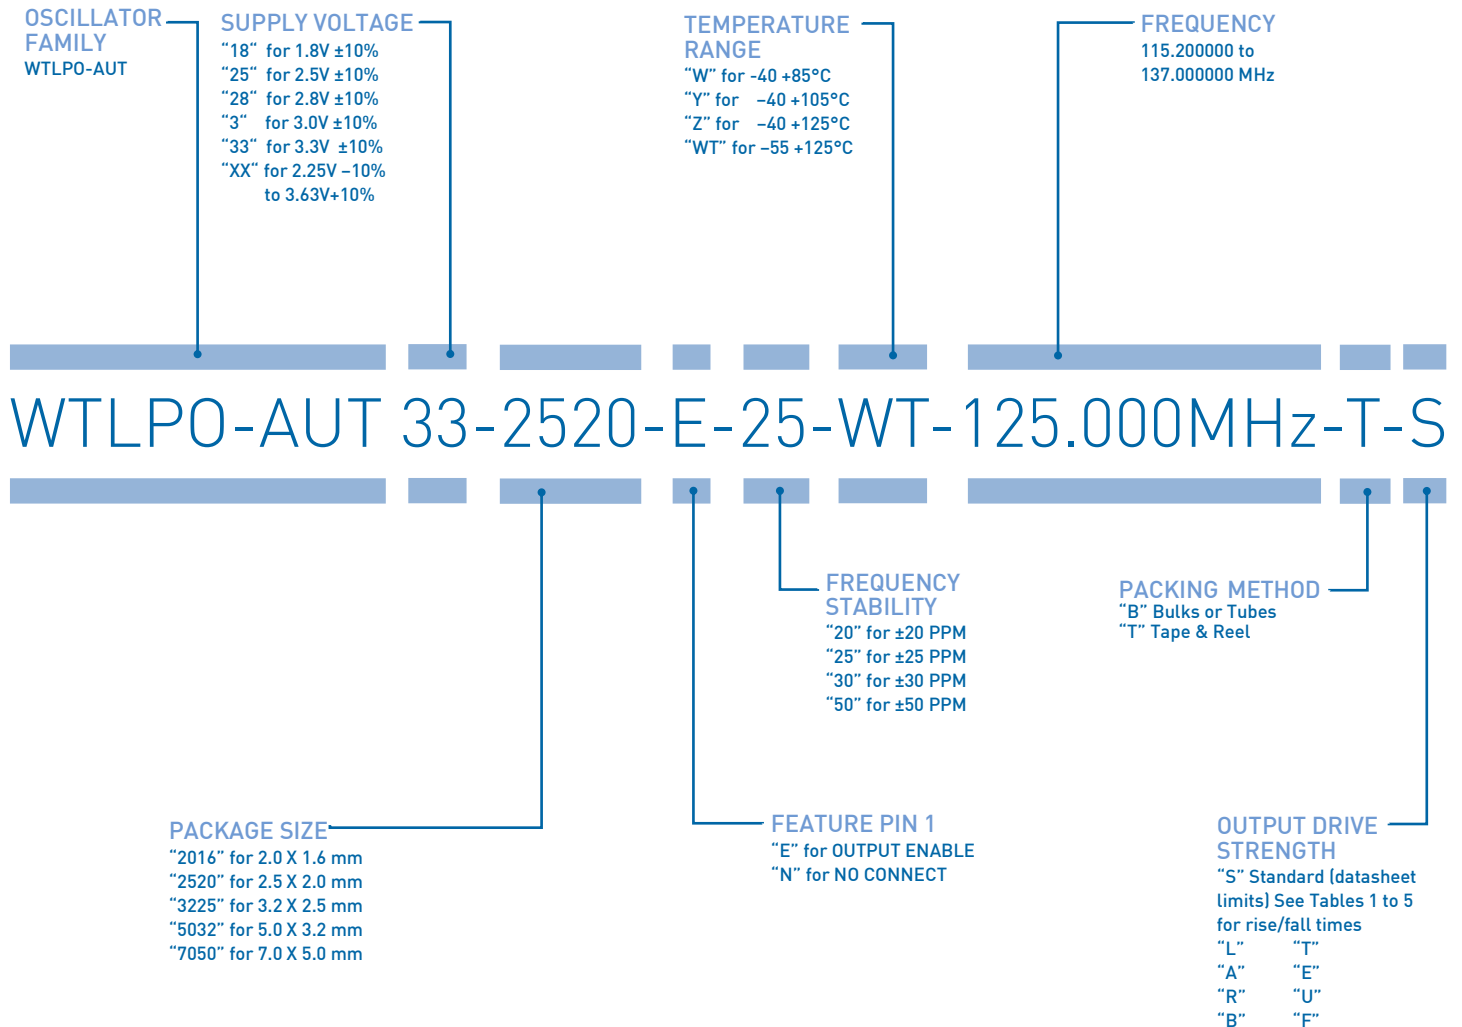 OSCILLATOR
FAMILY
WTLPO-AUT
SUPPLY VOLTAGE
“18“ for 1.8V ±10%
“25“ for 2.5V ±10%
“28“ for 2.8V ±10%
“3“ for 3.0V ±10%
“33“ for 3.3V ±10%
“XX“ for 2.25V –10%
to 3.63V+10%
TEMPERATURE
RANGE
“W” for -40 +85°C
“Y” for –40 +105°C
“Z” for –40 +125°C
“WT” for –55 +125°C
FREQUENCY
115.200000 to
137.000000 MHz
WTLPO-AUT 33-2520-E-25-WT-125.000MHz-T-S
FREQUENCY
STABILITY
“20” for ±20 PPM
“25” for ±25 PPM
“30” for ±30 PPM
“50” for ±50 PPM
PACKING METHOD
“B” Bulks or Tubes
“T” Tape & Reel
PACKAGE SIZE
“2016” for 2.0 X 1.6 mm
“2520” for 2.5 X 2.0 mm
“3225” for 3.2 X 2.5 mm
“5032” for 5.0 X 3.2 mm
“7050” for 7.0 X 5.0 mm
FEATURE PIN 1
“E” for OUTPUT ENABLE
“N” for NO CONNECT
OUTPUT DRIVE
STRENGTH
“S” Standard (datasheet
limits) See Tables 1 to 5
for rise/fall times
“L” “T”
“A” “E”
“R” “U”
“B” “F”